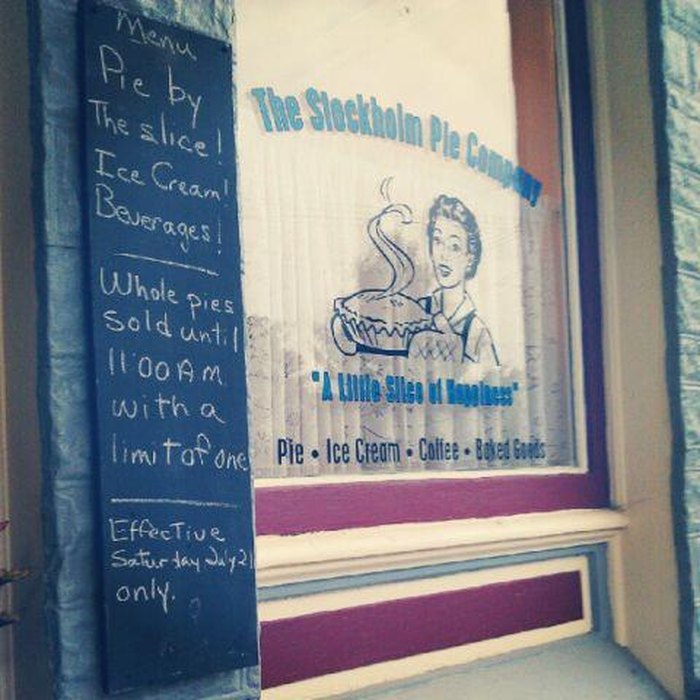 Menu
Pie by
The slice!
Ice Cream!
Beverages!
Whole pies
sold until
11:00 AM
with a
limit of one
Effective
Saturday July 21
only.
The Stockholm Pie Company
"A Little Slice of Happiness"
Pie • Ice Cream • Coffee • Baked Goods